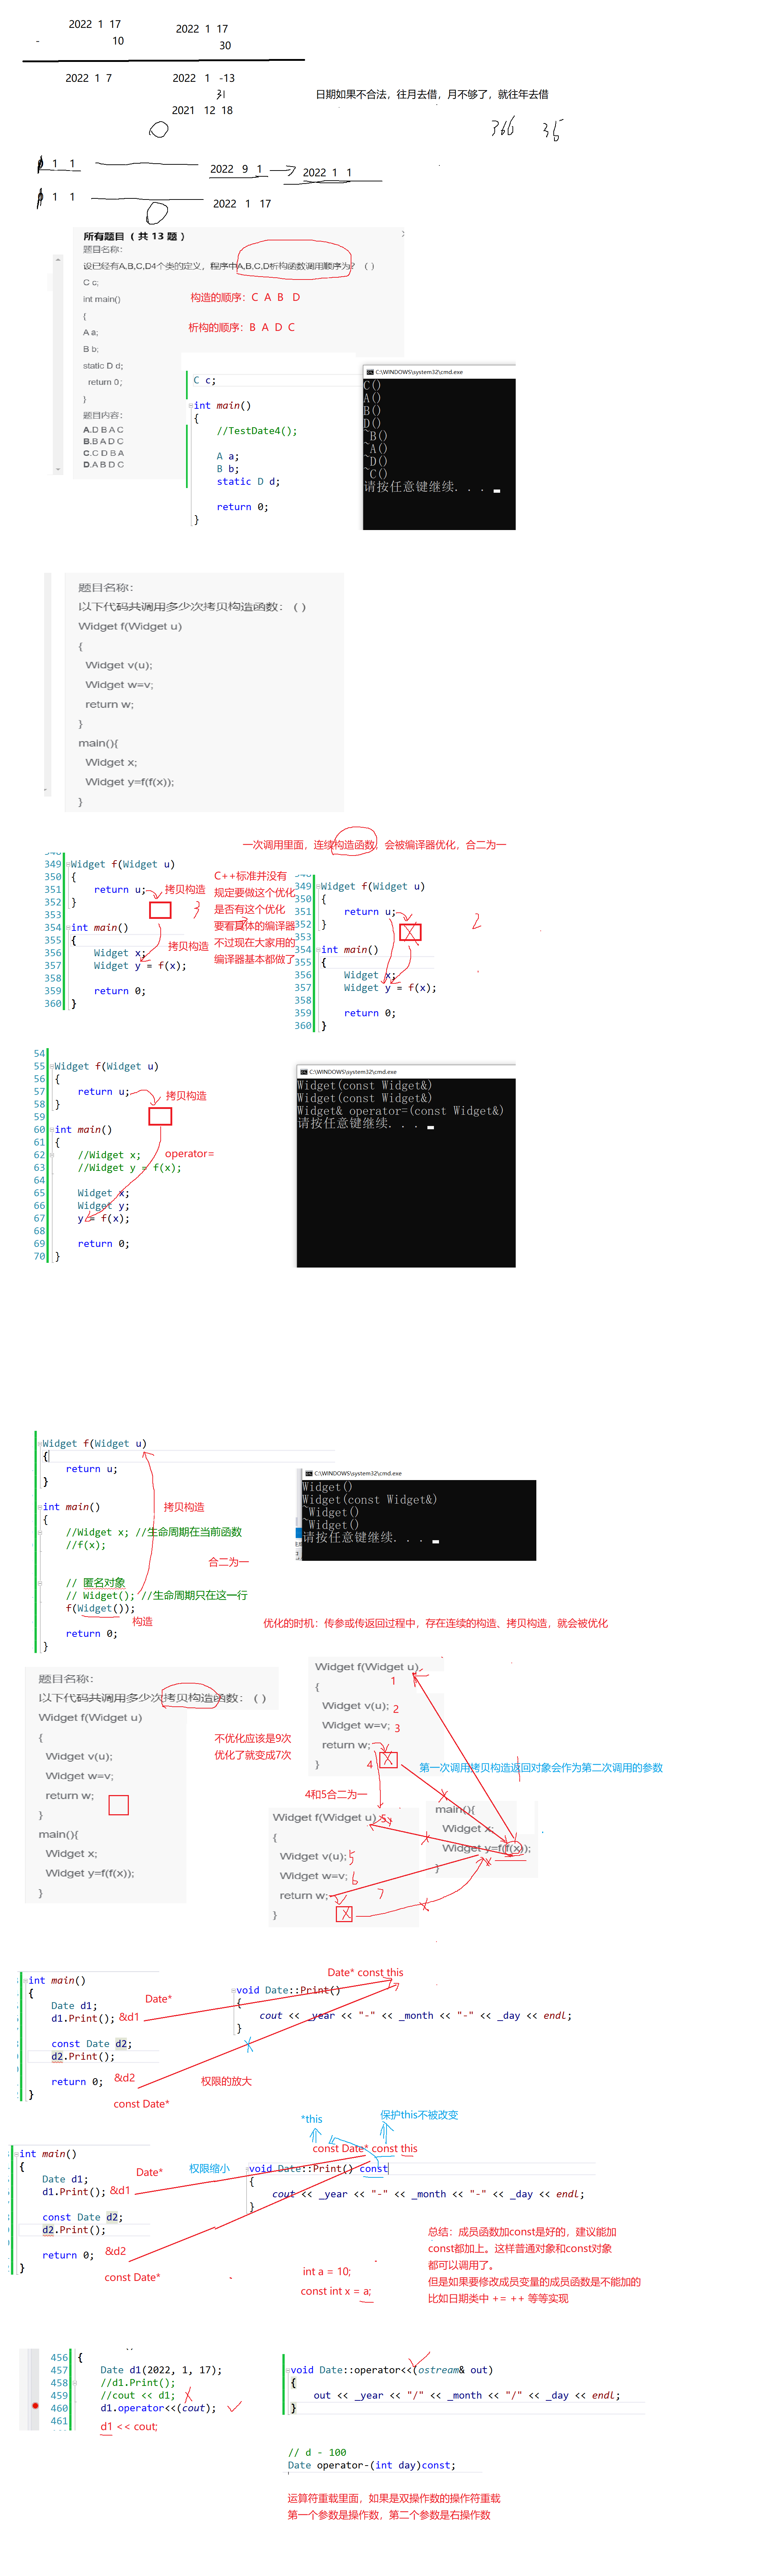 2022 1 17
- 10
2022 1 7
2022 1 17
30
2022 1 -13
31
2021 12 18
日期如果不合法，往月去借，月不够了，就往年去借
366 365
0 1 1
2022 9 1
2022 1 1
0 1 1
2022 1 17
所有题目（共 13 题）
题目名称：
设已经有A,B,C,D4个类的定义，程序中A,B,C,D析构函数调用顺序为?（ ）
C c;
int main()
{
A a;
B b;
static D d;
return 0;
}
题目内容：
A.D B A C
B.B A D C
C.C D B A
D.A B D C
构造的顺序：C A B D
析构的顺序：B A D C
C c;
int main()
{
//TestDate4();
A a;
B b;
static D d;
return 0;
}
C:\WINDOWS\system32\cmd.exe
C()
A()
B()
D()
~B()
~A()
~D()
~C()
请按任意键继续. . .
题目名称：
以下代码共调用多少次拷贝构造函数：( )
Widget f(Widget u)
{
Widget v(u);
Widget w=v;
return w;
}
main(){
Widget x;
Widget y=f(f(x));
}
一次调用里面，连续构造函数，会被编译器优化，合二为一
349 Widget f(Widget u)
350 {
351 return u;
352 }
353
354 int main()
355 {
356 Widget x;
357 Widget y = f(x);
358
359 return 0;
360 }
拷贝构造
3
拷贝构造
C++标准并没有
规定要做这个优化
是否有这个优化
要看具体的编译器
不过现在大家用的
编译器基本都做了
349 Widget f(Widget u)
350 {
351 return u;
352 }
353
354 int main()
355 {
356 Widget x;
357 Widget y = f(x);
358
359 return 0;
360 }
2
54
55 Widget f(Widget u)
56 {
57 return u;
58 }
59
60 int main()
61 {
62 //Widget x;
63 //Widget y = f(x);
64
65 Widget x;
66 Widget y;
67 y = f(x);
68
69 return 0;
70 }
拷贝构造
operator=
C:\WINDOWS\system32\cmd.exe
Widget(const Widget&)
Widget(const Widget&)
Widget& operator=(const Widget&)
请按任意键继续. . .
Widget f(Widget u)
{
return u;
}
int main()
{
//Widget x; //生命周期在当前函数
//f(x);
// 匿名对象
// Widget(); //生命周期只在这一行
f(Widget());
return 0;
}
拷贝构造
合二为一
构造
C:\WINDOWS\system32\cmd.exe
Widget()
Widget(const Widget&)
~Widget()
~Widget()
请按任意键继续. . .
优化的时机：传参或传返回过程中，存在连续的构造、拷贝构造，就会被优化
题目名称：
以下代码共调用多少次拷贝构造函数：( )
Widget f(Widget u)
{
Widget v(u);
Widget w=v;
return w;
}
main(){
Widget x;
Widget y=f(f(x));
}
不优化应该是9次
优化了就变成7次
Widget f(Widget u)
1
{
Widget v(u); 2
Widget w=v; 3
return w;
} 4
第一次调用拷贝构造返回对象会作为第二次调用的参数
4和5合二为一
Widget f(Widget u) 5
{
Widget v(u); 5
Widget w=v; 6
return w; 7
}
main(){
Widget x;
Widget y=f(f(x));
}
int main()
{
Date d1;
d1.Print();
const Date d2;
d2.Print();
return 0;
}
Date*
&d1
&d2
const Date*
Date* const this
void Date::Print()
{
cout << _year << "-" << _month << "-" << _day << endl;
}
权限的放大
*this
保护this不被改变
const Date* const this
int main()
{
Date d1;
d1.Print();
const Date d2;
d2.Print();
return 0;
}
Date*
&d1
权限缩小
&d2
const Date*
void Date::Print() const
{
cout << _year << "-" << _month << "-" << _day << endl;
}
int a = 10;
const int x = a;
总结：成员函数加const是好的，建议能加
const都加上。这样普通对象和const对象
都可以调用了。
但是如果要修改成员变量的成员函数是不能加的
比如日期类中 += ++ 等等实现
456 {
457 Date d1(2022, 1, 17);
458 //d1.Print();
459 //cout << d1;
460 d1.operator<<(cout);
461
d1 << cout;
void Date::operator<<(ostream& out)
{
out << _year << "/" << _month << "/" << _day << endl;
}
// d - 100
Date operator-(int day)const;
运算符重载里面，如果是双操作数的操作符重载
第一个参数是操作数，第二个参数是右操作数